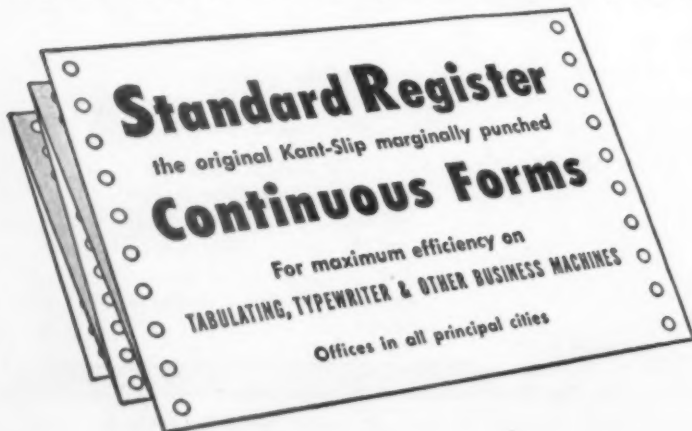 Standard Register
the original Kant-Slip marginally punched
Continuous Forms
For maximum efficiency on
TABULATING, TYPEWRITER & OTHER BUSINESS MACHINES
Offices in all principal cities